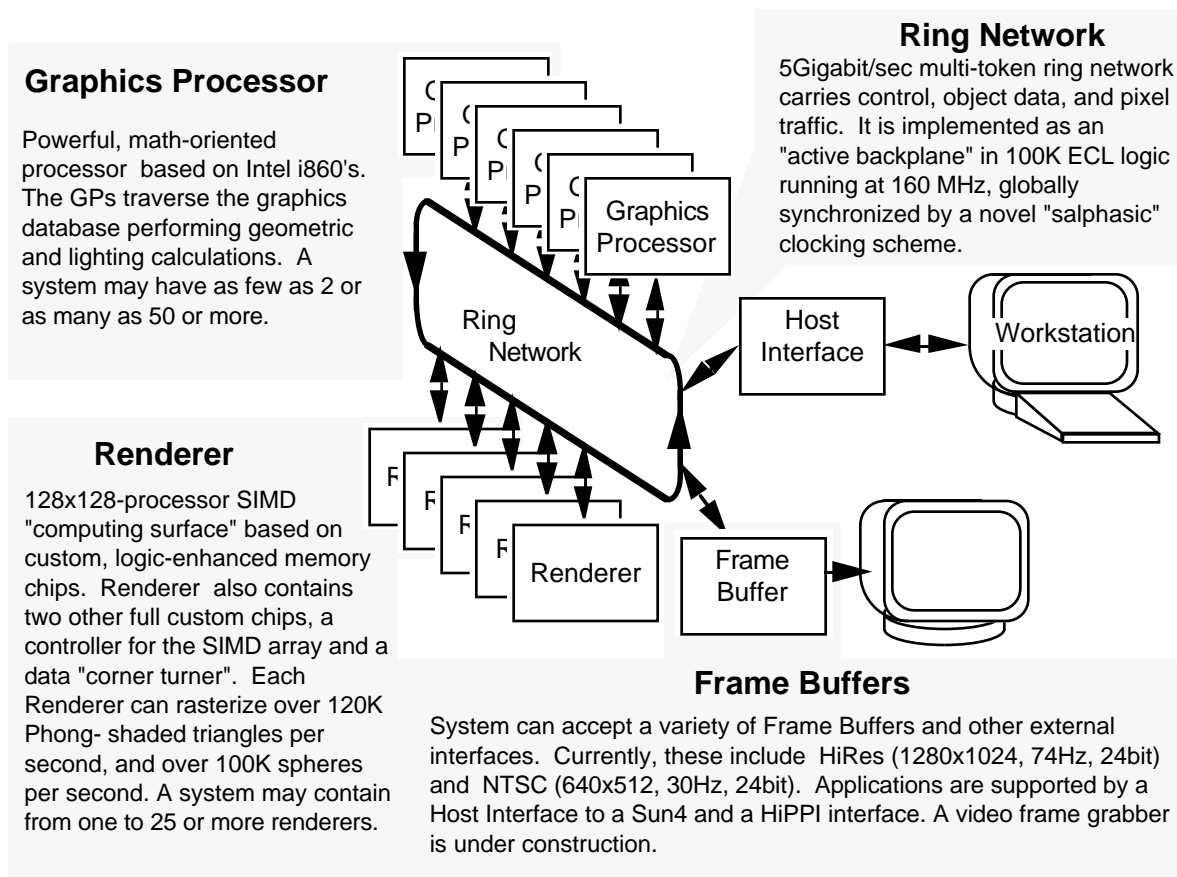 Graphics Processor
Powerful, math-oriented
processor based on Intel i860's.
The GPs traverse the graphics
database performing geometric
and lighting calculations. A
system may have as few as 2 or
as many as 50 or more.
Ring Network
5Gigabit/sec multi-token ring network
carries control, object data, and pixel
traffic. It is implemented as an
"active backplane" in 100K ECL logic
running at 160 MHz, globally
synchronized by a novel "salphasic"
clocking scheme.
Graphics
Processor
Ring
Network
Host
Interface
Workstation
Renderer
128x128-processor SIMD
"computing surface" based on
custom, logic-enhanced memory
chips. Renderer also contains
two other full custom chips, a
controller for the SIMD array and a
data "corner turner". Each
Renderer can rasterize over 120K
Phong- shaded triangles per
second, and over 100K spheres
per second. A system may contain
from one to 25 or more renderers.
Renderer
Frame
Buffer
Frame Buffers
System can accept a variety of Frame Buffers and other external
interfaces. Currently, these include HiRes (1280x1024, 74Hz, 24bit)
and NTSC (640x512, 30Hz, 24bit). Applications are supported by a
Host Interface to a Sun4 and a HiPPI interface. A video frame grabber
is under construction.